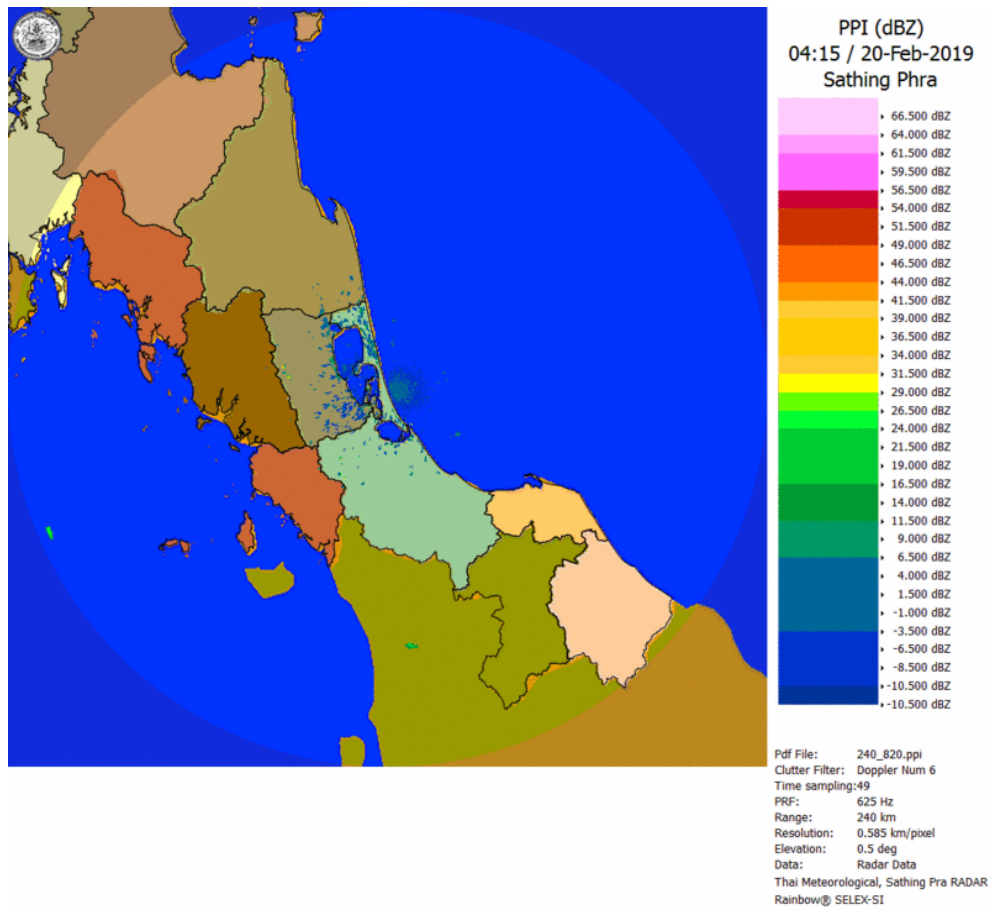 PPI (dBZ)
04:15 / 20-Feb-2019
Sathing Phra
66.500 dBZ
64.000 dBZ
61.500 dBZ
59.500 dBZ
56.500 dBZ
54.000 dBZ
51.500 dBZ
49.000 dBZ
46.500 dBZ
44.000 dBZ
41.500 dBZ
39.000 dBZ
36.500 dBZ
34.000 dBZ
31.500 dBZ
29.000 dBZ
26.500 dBZ
24.000 dBZ
21.500 dBZ
19.000 dBZ
16.500 dBZ
14.000 dBZ
11.500 dBZ
9.000 dBZ
6.500 dBZ
4.000 dBZ
1.500 dBZ
-1.000 dBZ
-3.500 dBZ
-6.500 dBZ
-8.500 dBZ
-10.500 dBZ
-10.500 dBZ
Pdf File: 240_820.ppi
Clutter Filter: Doppler Num 6
Time sampling:49
PRF: 625 Hz
Range: 240 km
Resolution: 0.585 km/pixel
Elevation: 0.5 deg
Data: Radar Data
Thai Meteorological, Sathing Pra RADAR
Rainbow® SELEX-SI